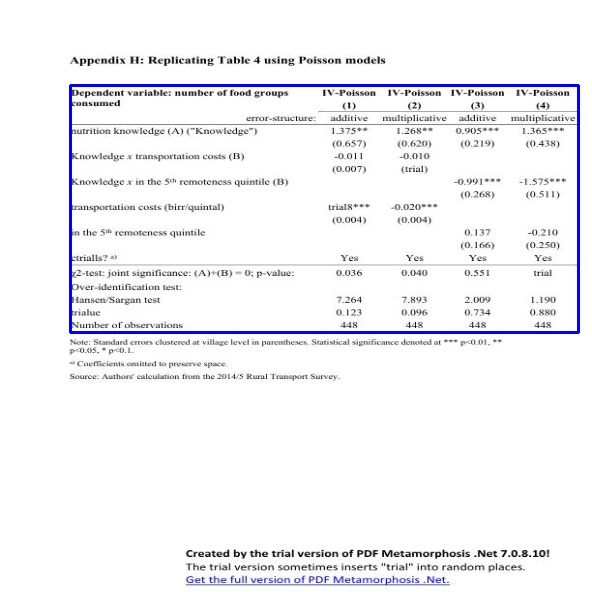 Appendix H: Replicating Table 4 using Poisson models
Dependent variable: number of food groups consumed IV-Poisson (1) IV-Poisson (2) IV-Poisson (3) IV-Poisson (4)
error-structure: additive multiplicative additive multiplicative
nutrition knowledge (A) ("Knowledge") 1.375** 1.268** 0.905*** 1.365***
(0.657) (0.620) (0.219) (0.438)
Knowledge x transportation costs (B) -0.011 -0.010
(0.007) (trial)
Knowledge x in the 5th remoteness quintile (B) -0.991*** -1.575***
(0.268) (0.511)
transportation costs (birr/quintal) trial8*** -0.020***
(0.004) (0.004)
in the 5th remoteness quintile 0.137 -0.210
(0.166) (0.250)
ctrialls? a) Yes Yes Yes Yes
χ2-test: joint significance: (A)+(B) = 0; p-value: 0.036 0.040 0.551 trial
Over-identification test:
Hansen/Sargan test 7.264 7.893 2.009 1.190
trialue 0.123 0.096 0.734 0.880
Number of observations 448 448 448 448
Note: Standard errors clustered at village level in parentheses. Statistical significance denoted at *** p<0.01, **
p<0.05, * p<0.1.
a) Coefficients omitted to preserve space.
Source: Authors' calculation from the 2014/5 Rural Transport Survey.
Created by the trial version of PDF Metamorphosis .Net 7.0.8.10!
The trial version sometimes inserts "trial" into random places.
Get the full version of PDF Metamorphosis .Net.